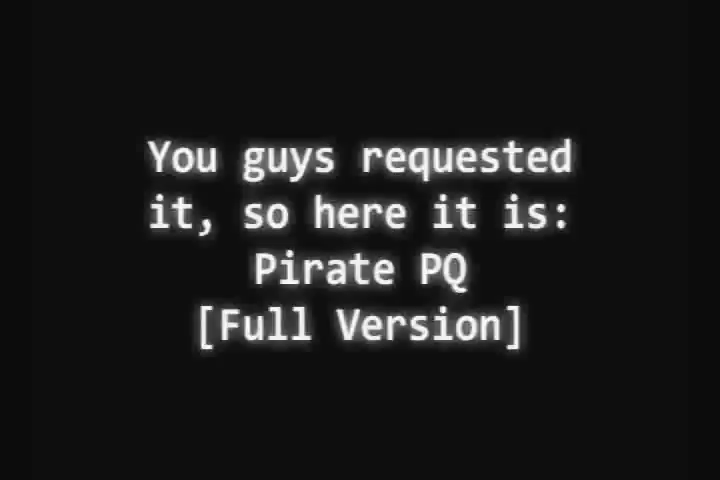 You guys requested
it, so here it is:
Pirate PQ
[Full Version]